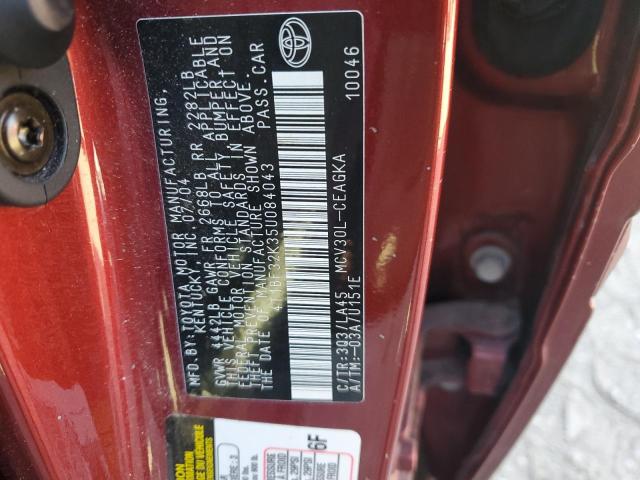 MFD.BY:TOYOTA MOTOR MANUFACTURING,
KENTUCKY, INC. 07/04
GVWR 4442LB GAWR FR 2668LB RR 2282LB
THIS VEHICLE CONFORMS TO ALL APPLICABLE
FEDERAL MOTOR VEHICLE SAFETY, BUMPER, AND
THEFT PREVENTION STANDARDS IN EFFECT ON
THE DATE OF MANUFACTURE SHOWN ABOVE.
4T1BF32K35U084043 PASS. CAR
C/TR:3Q3/LA45 MCV30L-CEAGKA
A/TM:-03A/U151E 10046
6F